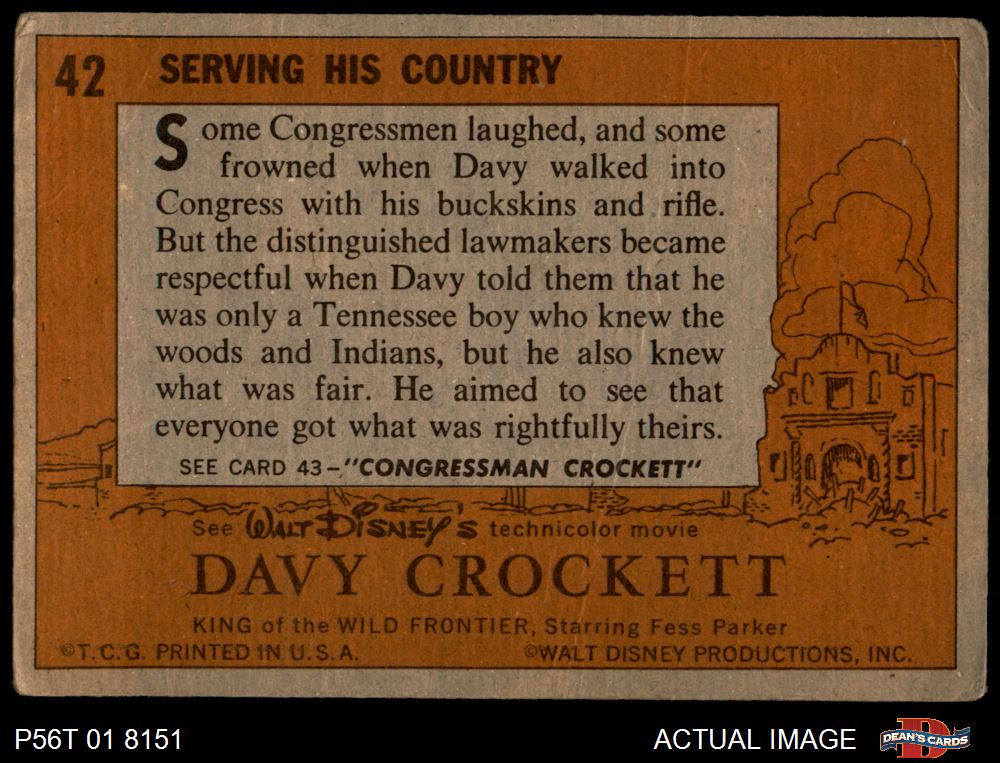 42 SERVING HIS COUNTRY
Some Congressmen laughed, and some
frowned when Davy walked into
Congress with his buckskins and rifle.
But the distinguished lawmakers became
respectful when Davy told them that he
was only a Tennessee boy who knew the
woods and Indians, but he also knew
what was fair. He aimed to see that
everyone got what was rightfully theirs.
SEE CARD 43–"CONGRESSMAN CROCKETT"
See WALT DISNEY'S technicolor movie
DAVY CROCKETT
KING of the WILD FRONTIER, Starring Fess Parker
©T.C.G. PRINTED IN U.S.A. ©WALT DISNEY PRODUCTIONS, INC.
P56T 01 8151 ACTUAL IMAGE D DEAN'S CARDS